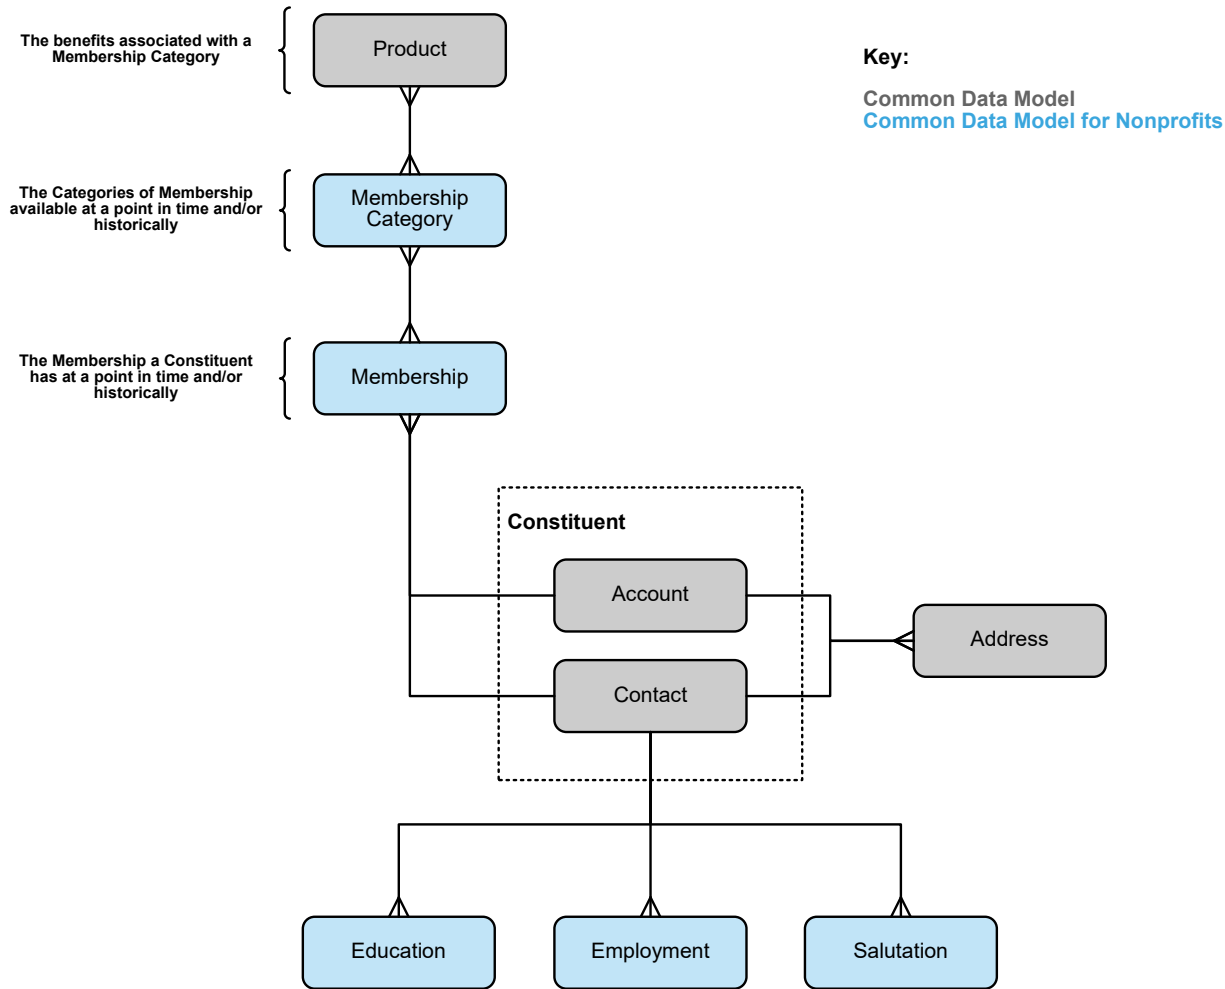 The benefits associated with a
Membership Category
Product
Key:
Common Data Model
Common Data Model for Nonprofits
The Categories of Membership
available at a point in time and/or
historically
Membership
Category
The Membership a Constituent
has at a point in time and/or
historically
Membership
Constituent
Account
Address
Contact
Education
Employment
Salutation